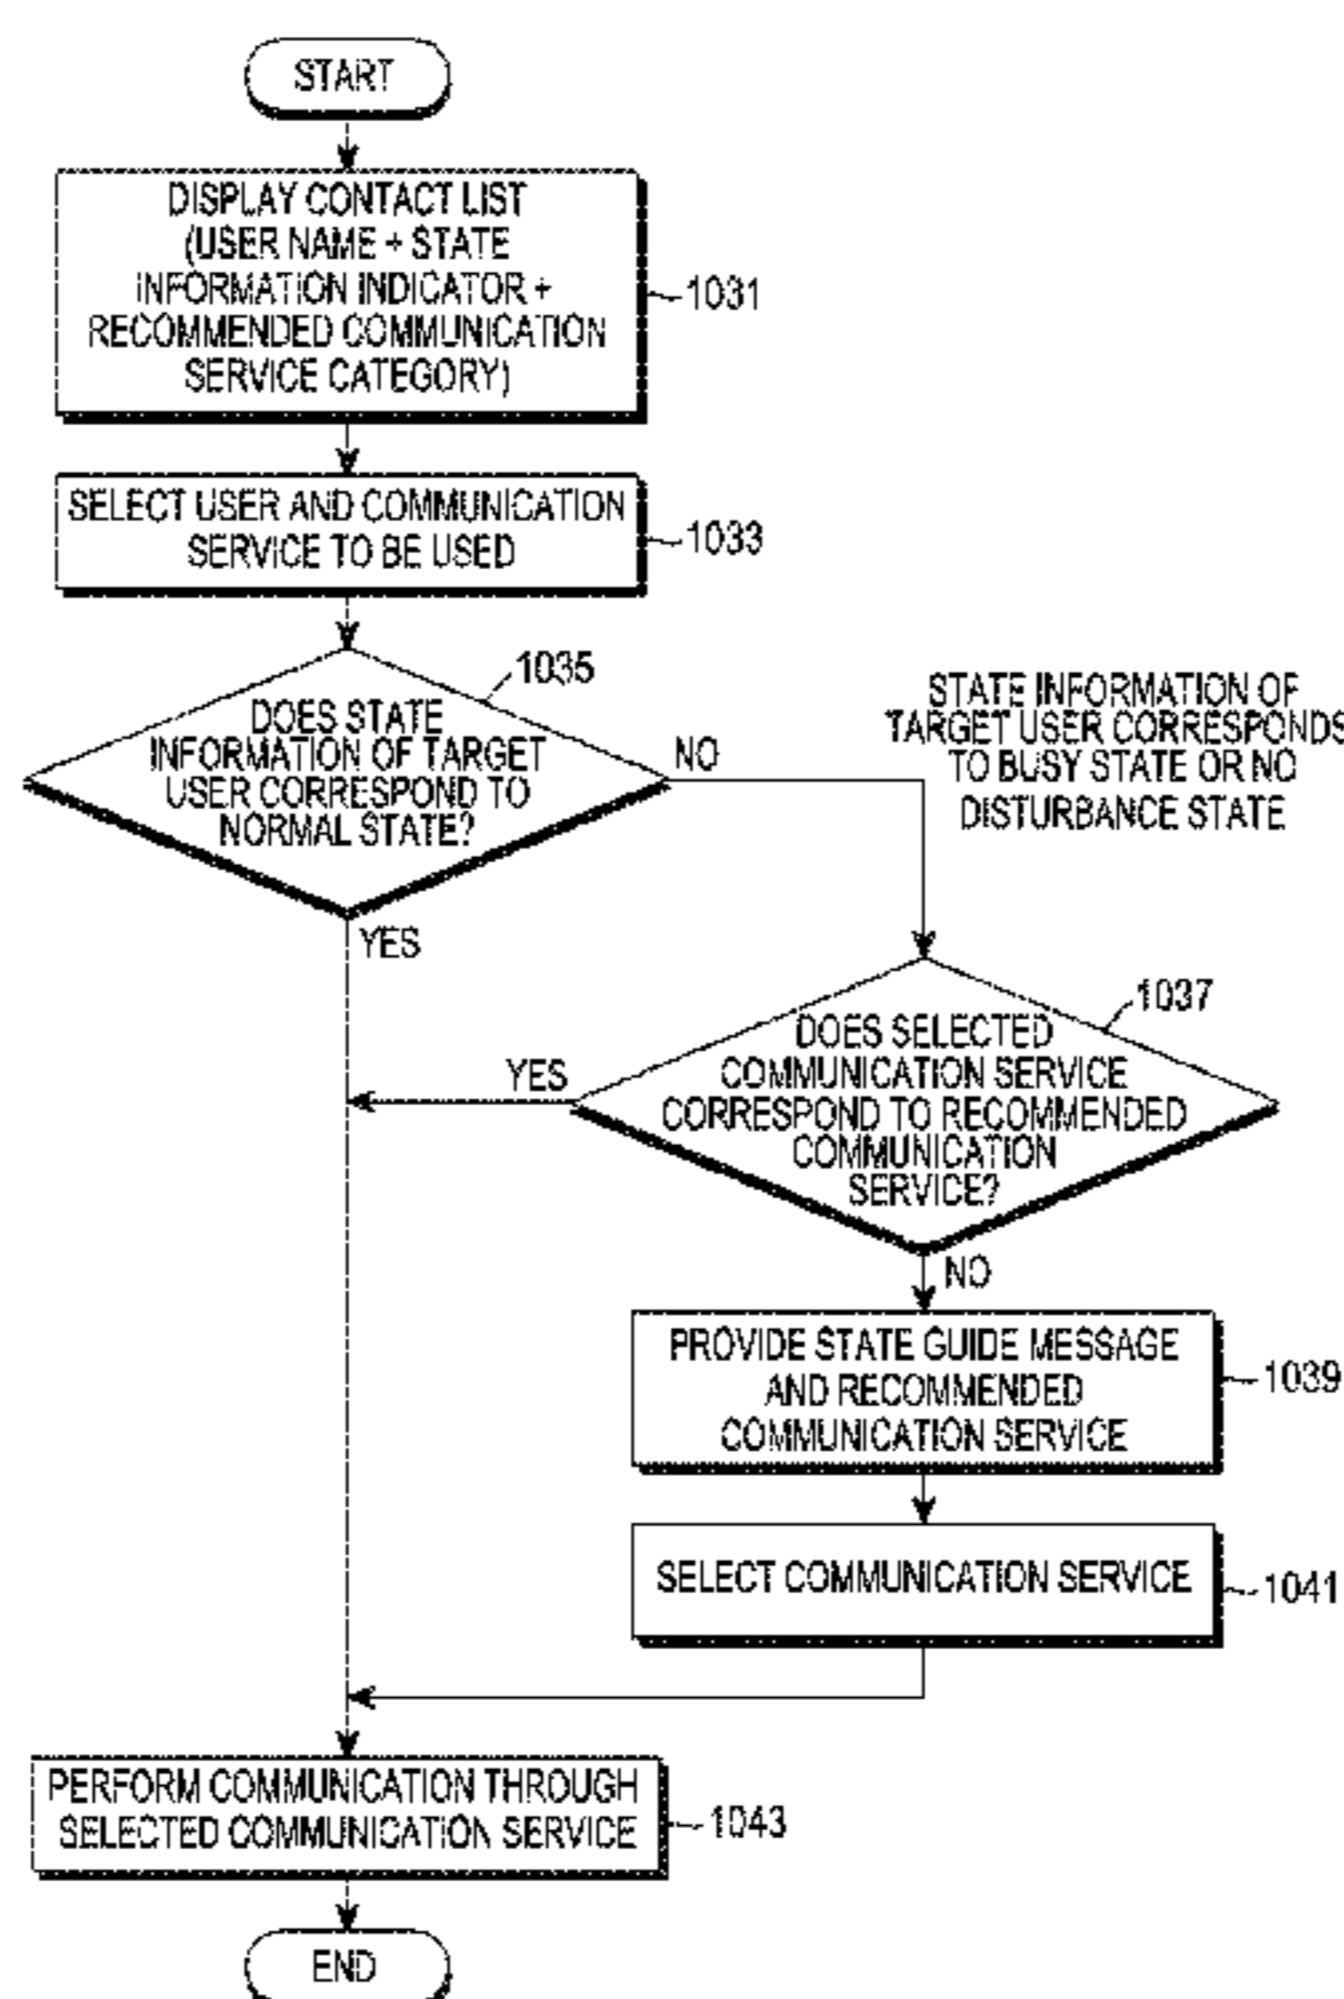 START
DISPLAY CONTACT LIST
(USER NAME + STATE
INFORMATION INDICATOR +
RECOMMENDED COMMUNICATION
SERVICE CATEGORY)
1031
SELECT USER AND COMMUNICATION
SERVICE TO BE USED
1033
1035
DOES STATE
INFORMATION OF TARGET
USER CORRESPOND TO
NORMAL STATE?
NO
STATE INFORMATION OF
TARGET USER CORRESPONDS
TO BUSY STATE OR NO
DISTURBANCE STATE
YES
1037
DOES SELECTED
COMMUNICATION SERVICE
CORRESPOND TO RECOMMENDED
COMMUNICATION
SERVICE?
YES
NO
PROVIDE STATE GUIDE MESSAGE
AND RECOMMENDED
COMMUNICATION SERVICE
1039
SELECT COMMUNICATION SERVICE
1041
PERFORM COMMUNICATION THROUGH
SELECTED COMMUNICATION SERVICE
1043
END